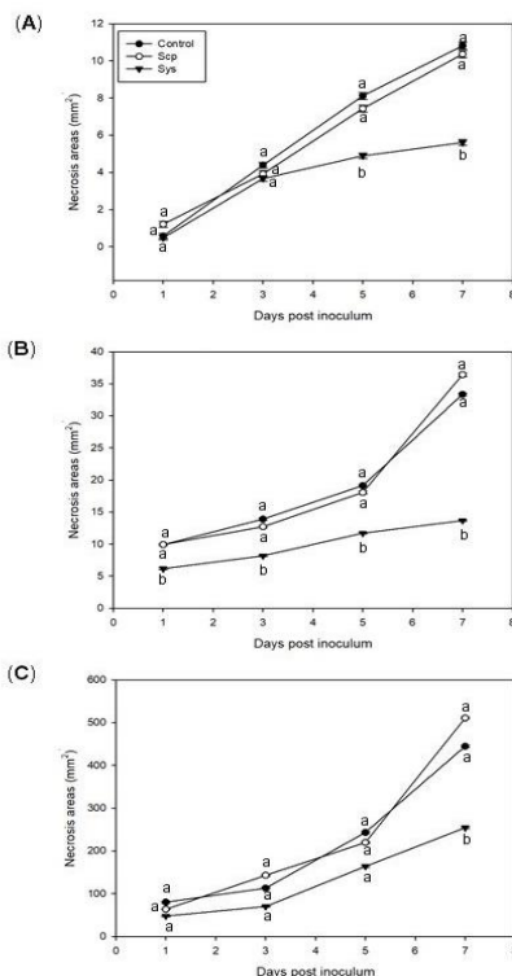 (A)
12
10
8
6
4
2
0
Necrosis areas (mm²)
Control
Scp
Sys
a
a
a
a
a
a
a
a
a
a
b
b
0 1 2 3 4 5 6 7 8
Days post inoculum
(B)
40
35
30
25
20
15
10
5
0
Necrosis areas (mm²)
a
a
b
a
a
b
a
a
b
a
a
b
0 1 2 3 4 5 6 7 8
Days post inoculum
(C)
600
500
400
300
200
100
0
Necrosis areas (mm²)
a
a
a
a
a
a
a
a
a
a
a
b
0 1 2 3 4 5 6 7 8
Days post inoculum